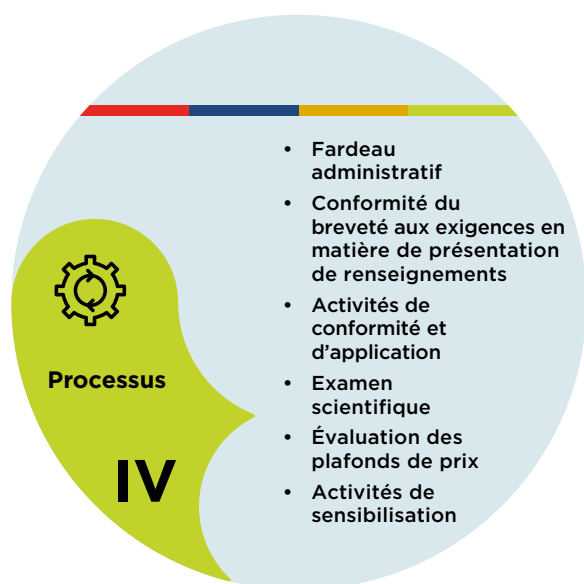 • Fardeau
administratif
• Conformité du
breveté aux exigences en
matière de présentation
de renseignements
• Activités de
conformité et
d’application
• Examen
scientifique
• Évaluation des
plafonds de prix
• Activités de
sensibilisation
Processus
IV